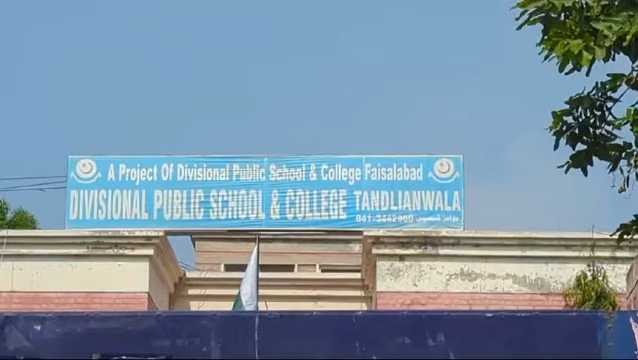 A Project Of Divisional Public School & College Faisalabad
DIVISIONAL PUBLIC SCHOOL & COLLEGE TANDLIANWALA
041-3442900